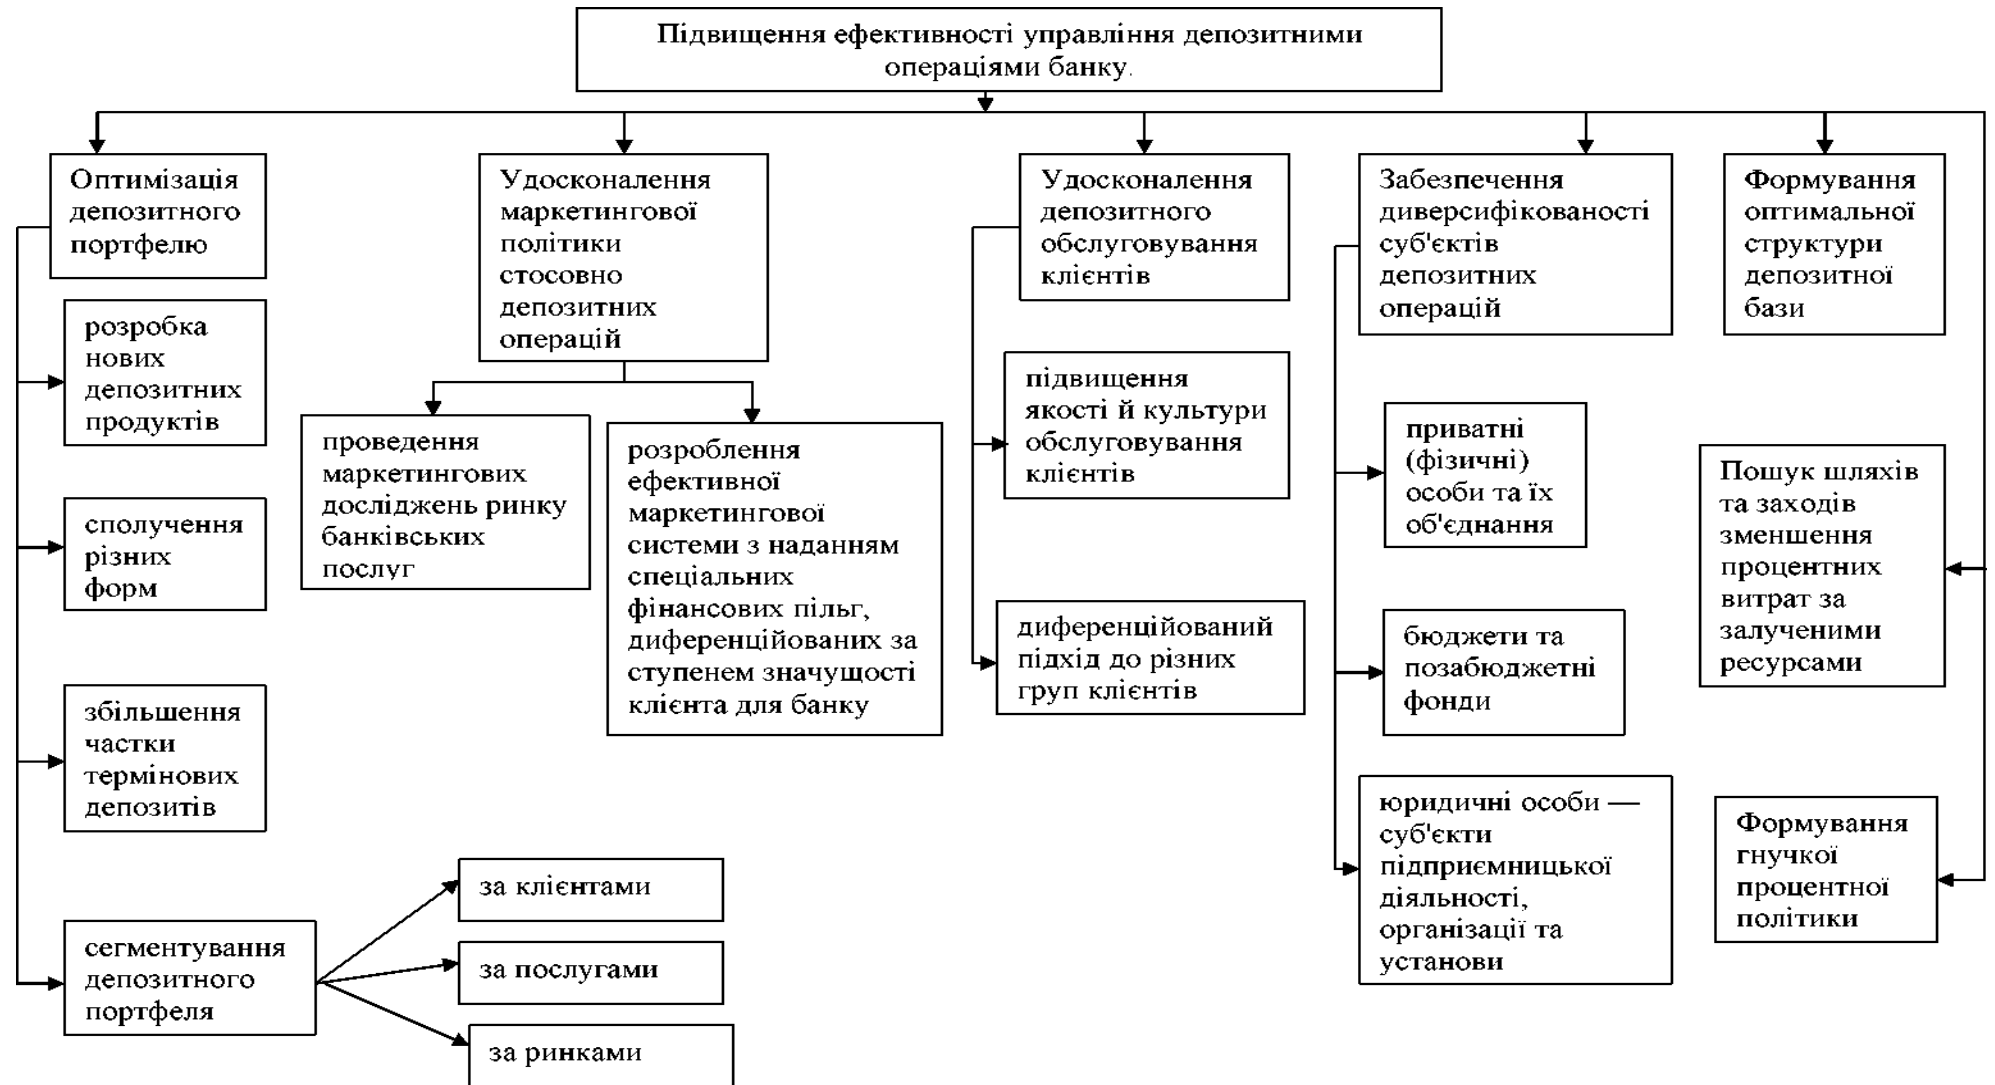 Підвищення ефективності управління депозитними
операціями банку.
Оптимізація
депозитного
портфелю
розробка
нових
депозитних
продуктів
сполучення
різних
форм
збільшення
частки
термінових
депозитів
сегментування
депозитного
портфеля
за клієнтами
за послугами
за ринками
Удосконалення
маркетингової
політики
стосовно
депозитних
операцій
проведення
маркетингових
досліджень ринку
банківських
послуг
розроблення
ефективної
маркетингової
системи з наданням
спеціальних
фінансових пільг,
диференційованих за
ступенем значущості
клієнта для банку
Удосконалення
депозитного
обслуговування
клієнтів
підвищення
якості й культури
обслуговування
клієнтів
диференційований
підхід до різних
груп клієнтів
Забезпечення
диверсифікованості
суб'єктів
депозитних
операцій
приватні
(фізичні)
особи та їх
об'єднання
бюджети та
позабюджетні
фонди
юридичні особи —
суб'єкти
підприємницької
діяльності,
організації та
установи
Формування
оптимальної
структури
депозитної
бази
Пошук шляхів
та заходів
зменшення
процентних
витрат за
залученими
ресурсами
Формування
гнучкої
процентної
політики